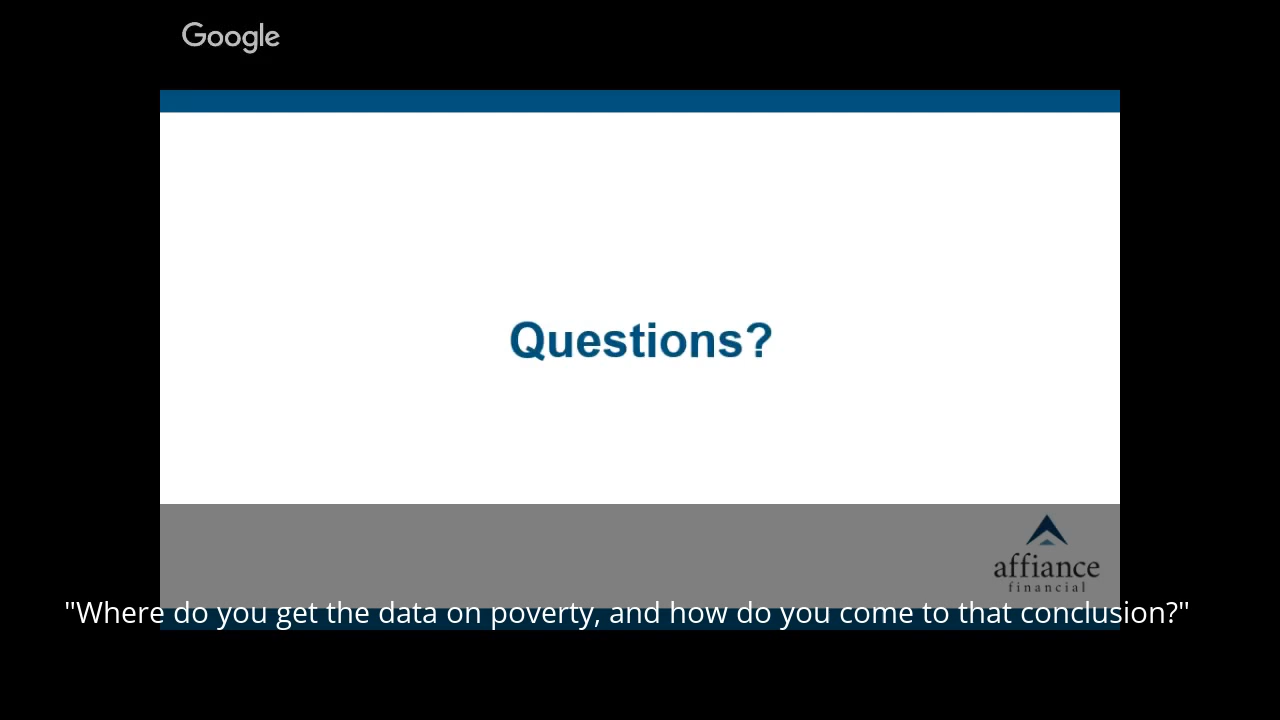 Google
Questions?
affiance
financial
"Where do you get the data on poverty, and how do you come to that conclusion?"